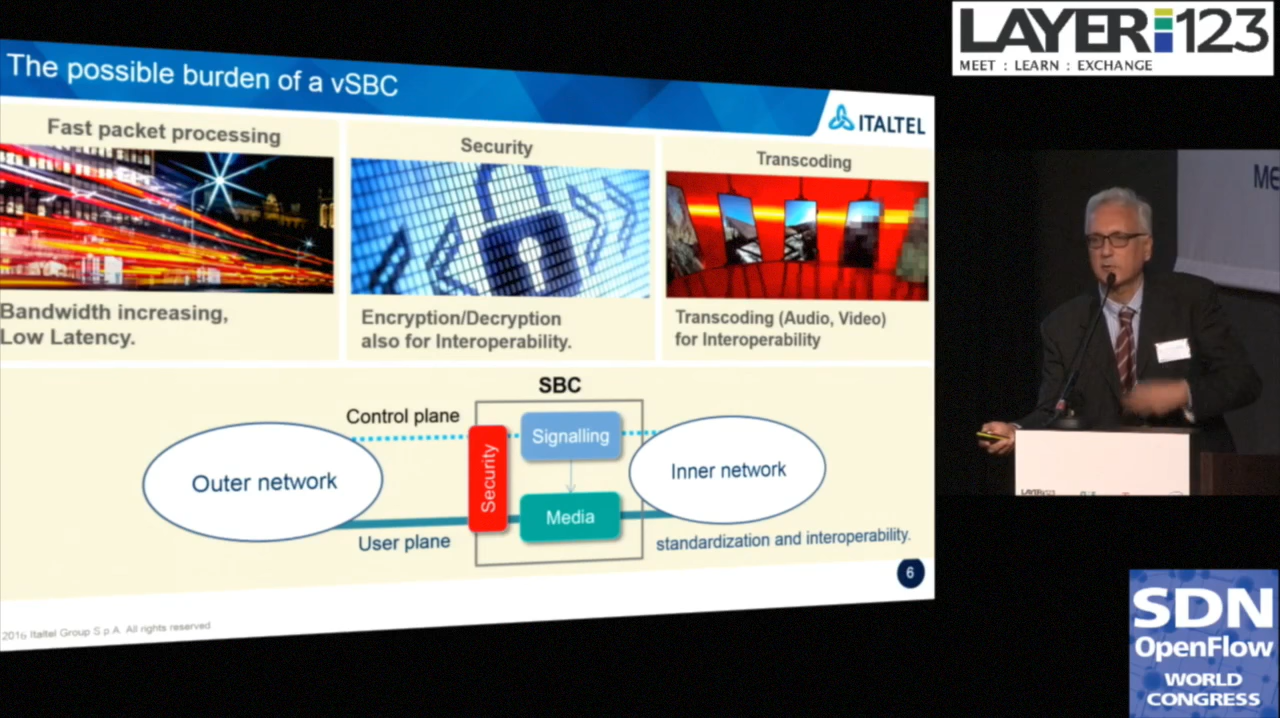 The possible burden of a vSBC
ITALTEL
Fast packet processing
Security
Transcoding
Bandwidth increasing,
Low Latency.
Encryption/Decryption
also for Interoperability.
Transcoding (Audio, Video)
for Interoperability
SBC
Control plane
Signalling
Security
Outer network
Inner network
Media
User plane
standardization and interoperability.
6
2016 Italtel Group S.p.A. All rights reserved
LAYER123
MEET : LEARN : EXCHANGE
LAYER123
SDN
OpenFlow
WORLD
CONGRESS